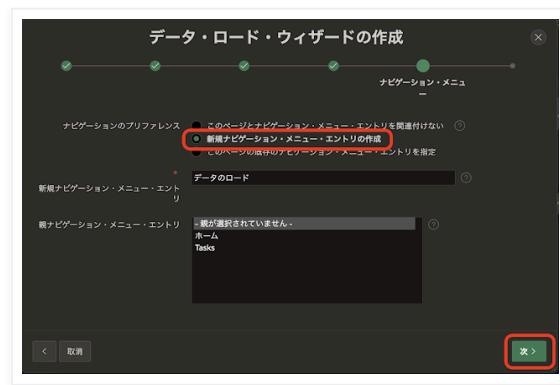 データ・ロード・ウィザードの作成
ナビゲーション・メニュ
ー
ナビゲーションのプリファレンス
このページとナビゲーション・メニュー・エントリを関連付けない
新規ナビゲーション・メニュー・エントリの作成
このページの既存のナビゲーション・メニュー・エントリを指定
*
新規ナビゲーション・メニュー・エント
リ
データのロード
親ナビゲーション・メニュー・エントリ
- 親が選択されていません -
ホーム
Tasks
取消
次 >